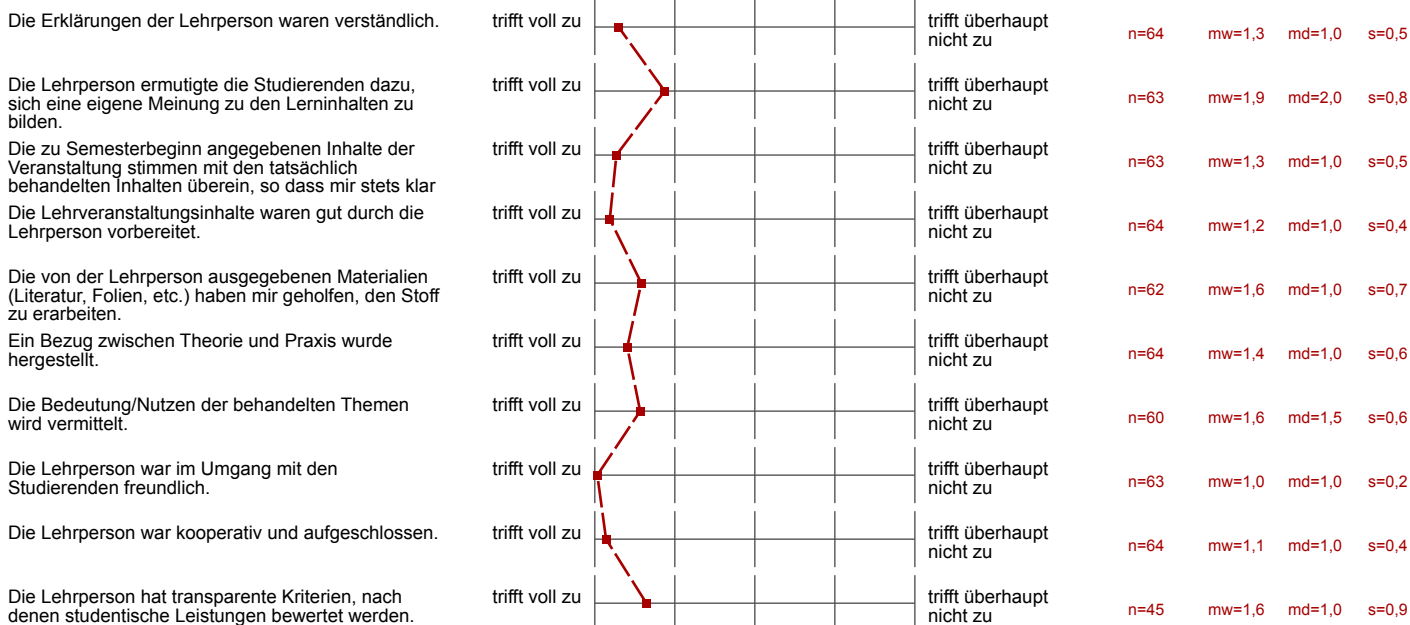 Die Erklärungen der Lehrperson waren verständlich. trifft voll zu trifft überhaupt
nicht zu n=64 mw=1,3 md=1,0 s=0,5
Die Lehrperson ermutigte die Studierenden dazu, trifft voll zu trifft überhaupt
sich eine eigene Meinung zu den Lerninhalten zu nicht zu n=63 mw=1,9 md=2,0 s=0,8
bilden.
Die zu Semesterbeginn angegebenen Inhalte der trifft voll zu trifft überhaupt
Veranstaltung stimmen mit den tatsächlich nicht zu n=63 mw=1,3 md=1,0 s=0,5
behandelten Inhalten überein, so dass mir stets klar
Die Lehrveranstaltungsinhalte waren gut durch die trifft voll zu trifft überhaupt
Lehrperson vorbereitet. nicht zu n=64 mw=1,2 md=1,0 s=0,4
Die von der Lehrperson ausgegebenen Materialien trifft voll zu trifft überhaupt
(Literatur, Folien, etc.) haben mir geholfen, den Stoff nicht zu n=62 mw=1,6 md=1,0 s=0,7
zu erarbeiten.
Ein Bezug zwischen Theorie und Praxis wurde trifft voll zu trifft überhaupt
hergestellt. nicht zu n=64 mw=1,4 md=1,0 s=0,6
Die Bedeutung/Nutzen der behandelten Themen trifft voll zu trifft überhaupt
wird vermittelt. nicht zu n=60 mw=1,6 md=1,5 s=0,6
Die Lehrperson war im Umgang mit den trifft voll zu trifft überhaupt
Studierenden freundlich. nicht zu n=63 mw=1,0 md=1,0 s=0,2
Die Lehrperson war kooperativ und aufgeschlossen. trifft voll zu trifft überhaupt
nicht zu n=64 mw=1,1 md=1,0 s=0,4
Die Lehrperson hat transparente Kriterien, nach trifft voll zu trifft überhaupt
denen studentische Leistungen bewertet werden. nicht zu n=45 mw=1,6 md=1,0 s=0,9